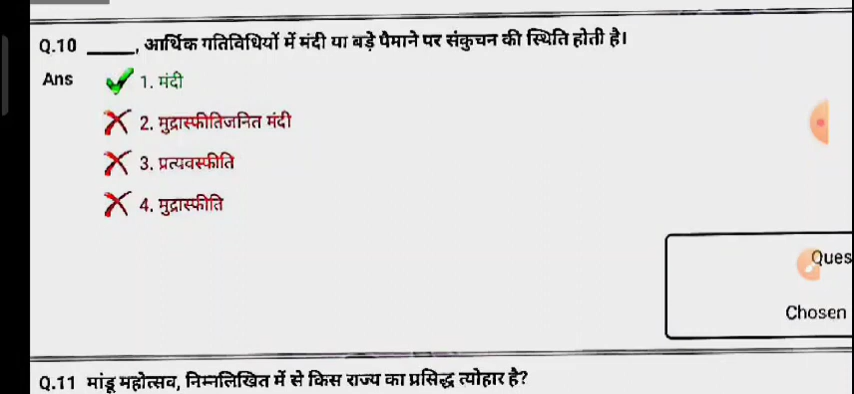 Q.10 _____, आर्थिक गतिविधियों में मंदी या बड़े पैमाने पर संकुचन की स्थिति होती है।
Ans 1. मंदी
2. मुद्रास्फीतिजनित मंदी
3. प्रत्यवस्फीति
4. मुद्रास्फीति
Ques
Chosen
Q.11 मांडू महोत्सव, निम्नलिखित में से किस राज्य का प्रसिद्ध त्योहार है?